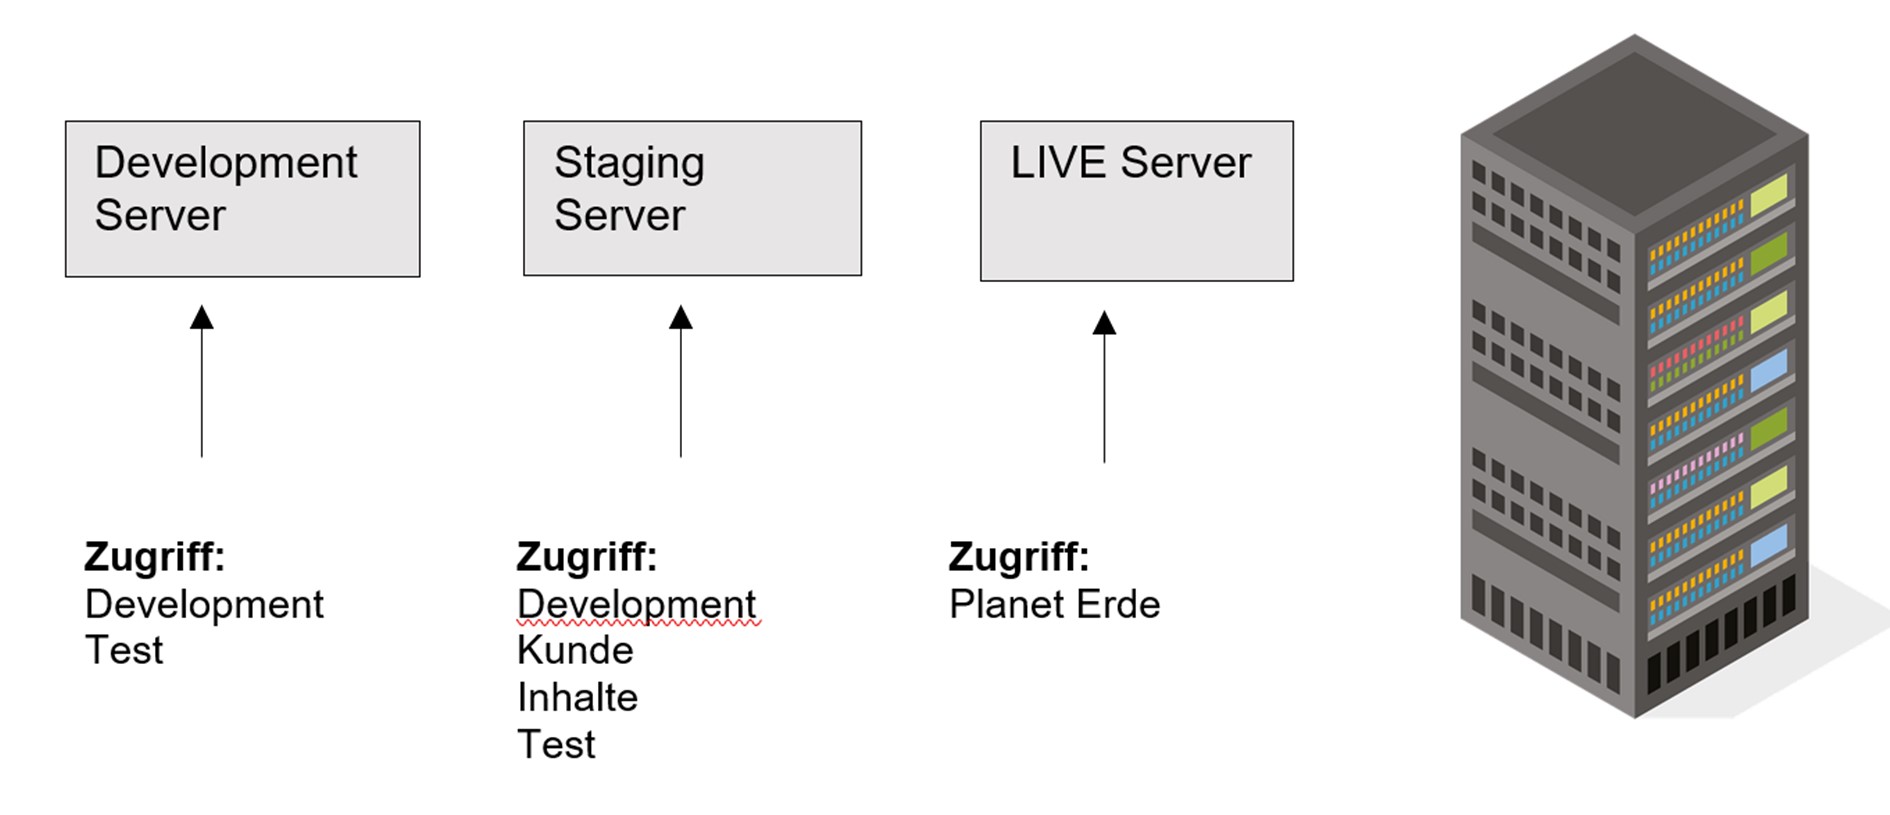 Development
Server
Staging
Server
LIVE Server
Zugriff:
Development
Test
Zugriff:
Development
Kunde
Inhalte
Test
Zugriff:
Planet Erde